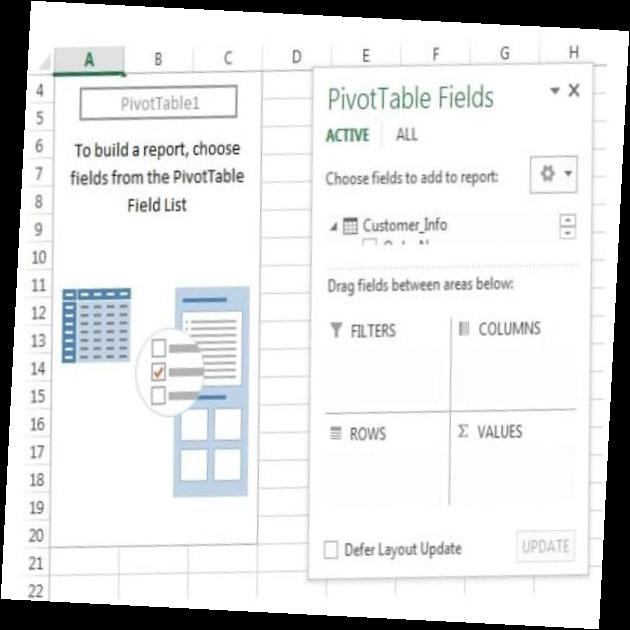 A B C D E F G H
4
5
6
7
8
9
10
11
12
13
14
15
16
17
18
19
20
21
22
PivotTable1
To build a report, choose
fields from the PivotTable
Field List
PivotTable Fields
ACTIVE ALL
Choose fields to add to report:
Customer_Info
Drag fields between areas below:
FILTERS
COLUMNS
ROWS
Σ VALUES
Defer Layout Update
UPDATE